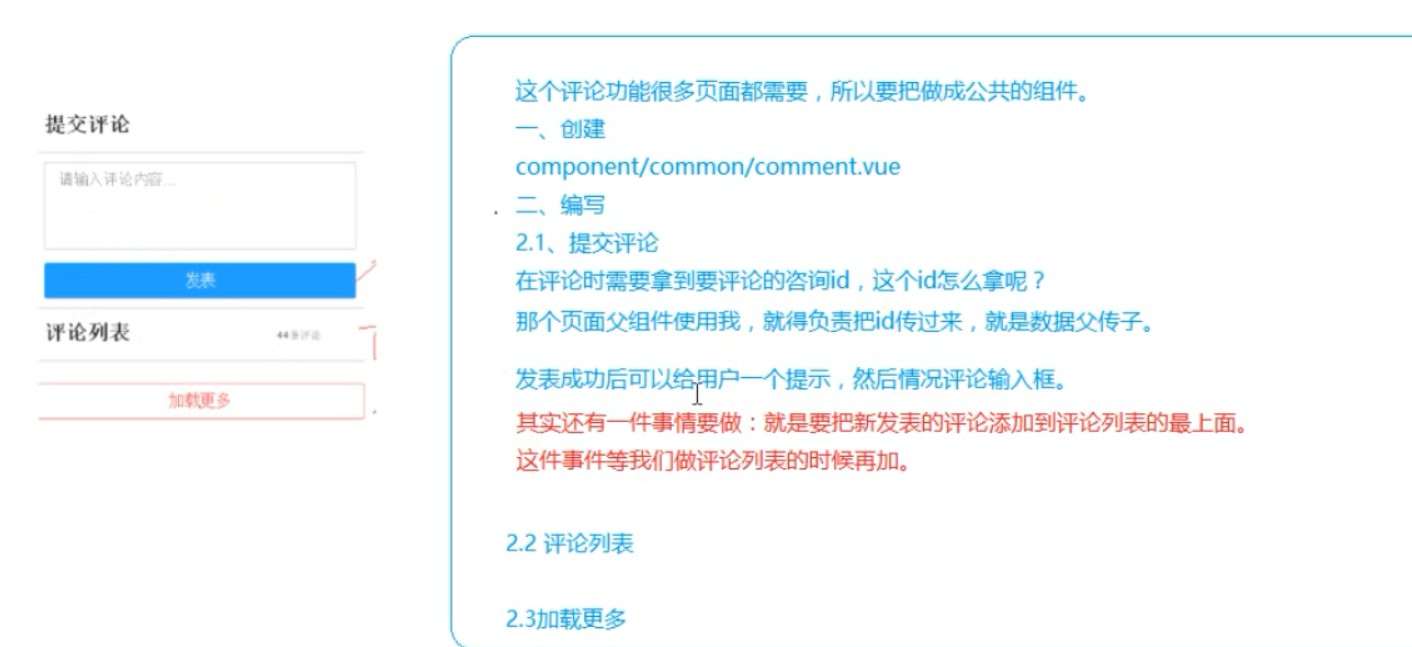 提交评论
请输入评论内容...
发表
评论列表
44条评论
加载更多
这个评论功能很多页面都需要，所以要把做成公共的组件。
一、创建
component/common/comment.vue
二、编写
2.1、提交评论
在评论时需要拿到要评论的咨询id，这个id怎么拿呢？
那个页面父组件使用我，就得负责把id传过来，就是数据父传子。
发表成功后可以给用户一个提示，然后情况评论输入框。
其实还有一件事情要做：就是要把新发表的评论添加到评论列表的最上面。
这件事件等我们做评论列表的时候再加。
2.2 评论列表
2.3加载更多